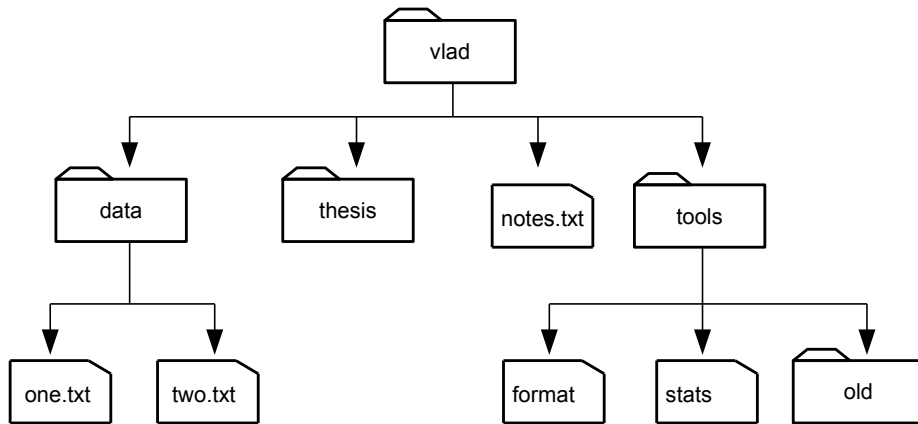 vlad
data
thesis
notes.txt
tools
one.txt
two.txt
format
stats
old